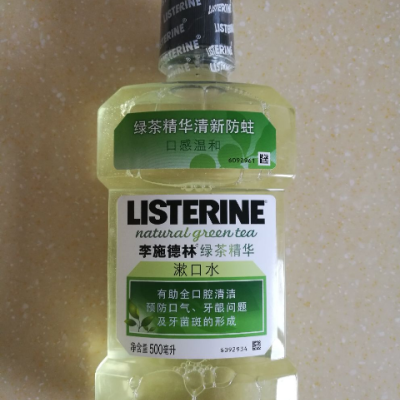 LISTERINE
绿茶精华清新防蛀
口感温和
6092961
LISTERINE
natural green tea
李施德林 绿茶精华
漱口水
有助全口腔清洁
预防口气、牙龈问题
及牙菌斑的形成
净含量 500毫升
6092934